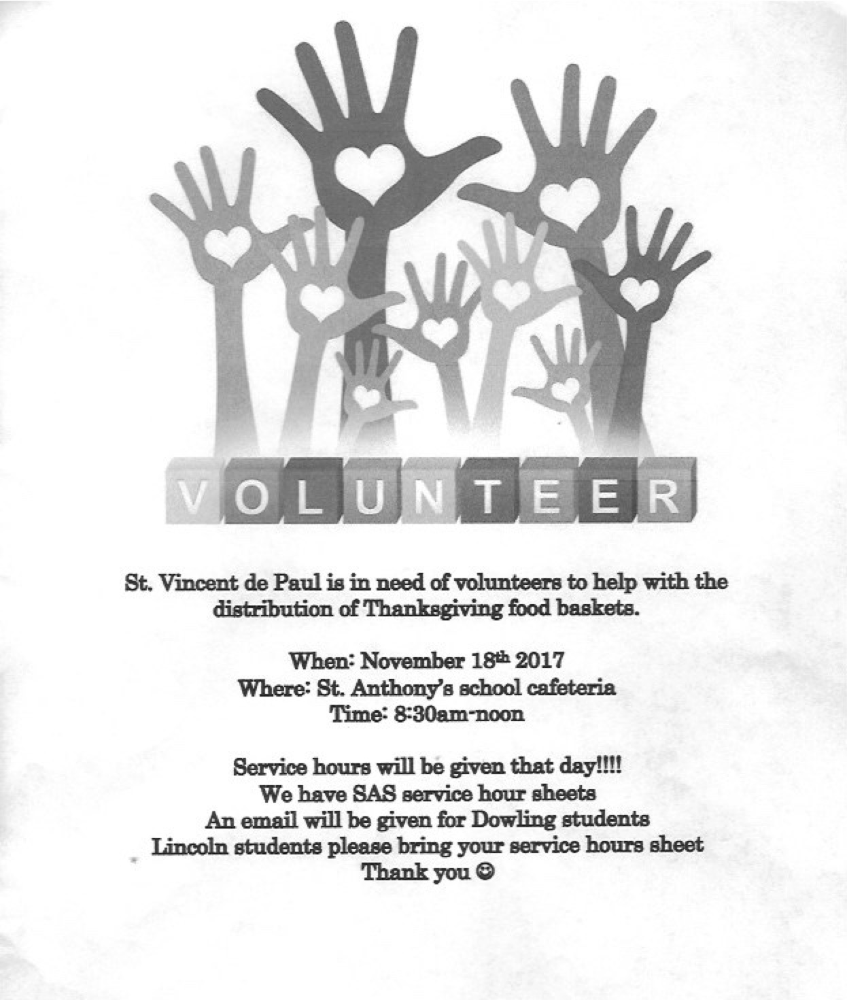 VOLUNTEER
St. Vincent de Paul is in need of volunteers to help with the
distribution of Thanksgiving food baskets.
When: November 18th 2017
Where: St. Anthony's school cafeteria
Time: 8:30am-noon
Service hours will be given that day!!!!
We have SAS service hour sheets
An email will be given for Dowling students
Lincoln students please bring your service hours sheet
Thank you ☺